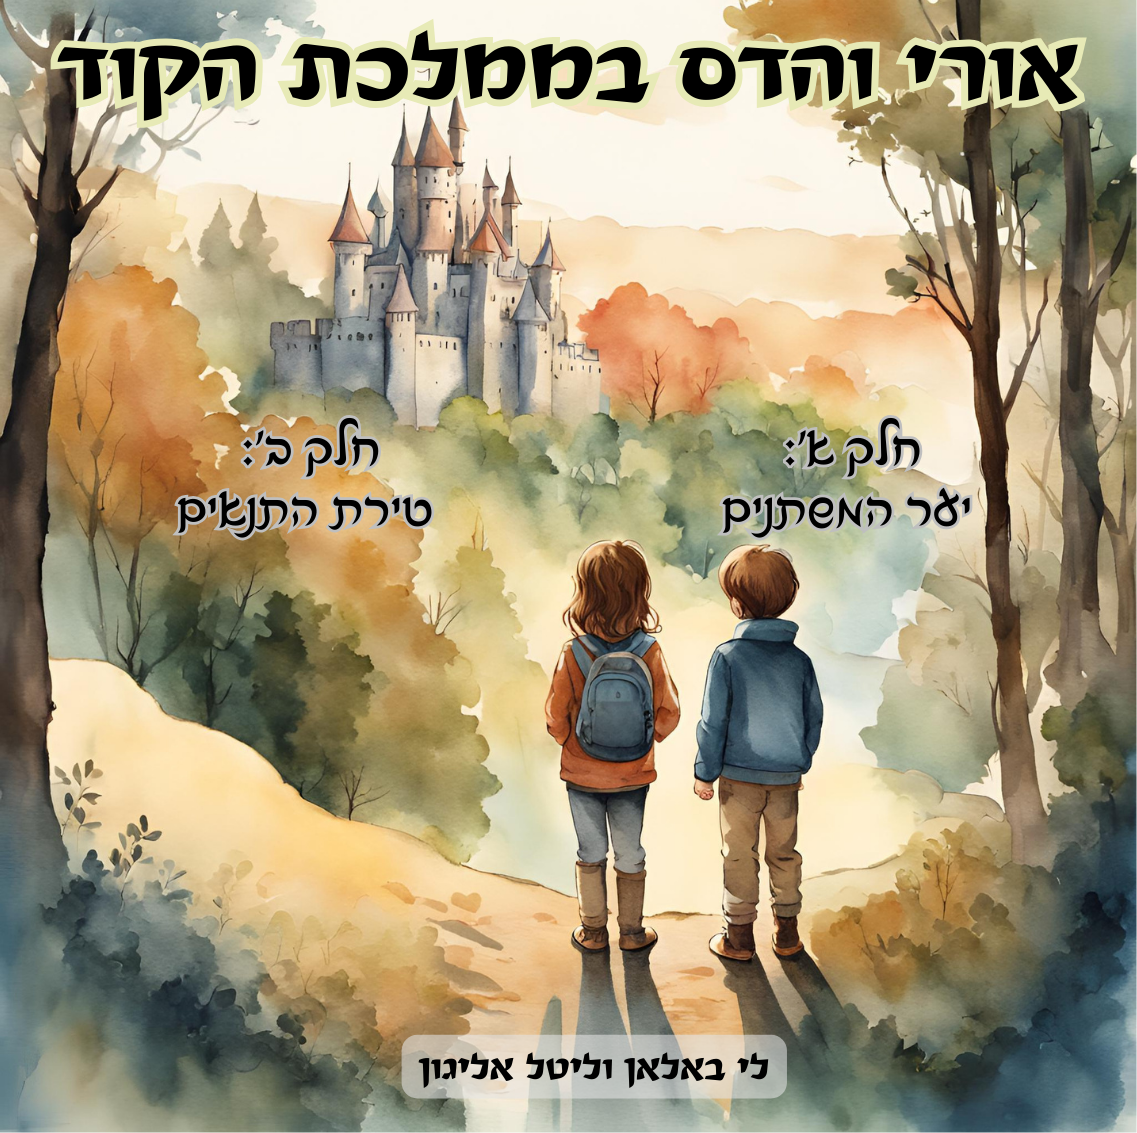 אורי והדס בממלכת הקוד
חלק א':
יער המשתנים
חלק ב':
טירת התנאים
לי באלאן וליטל אליגון